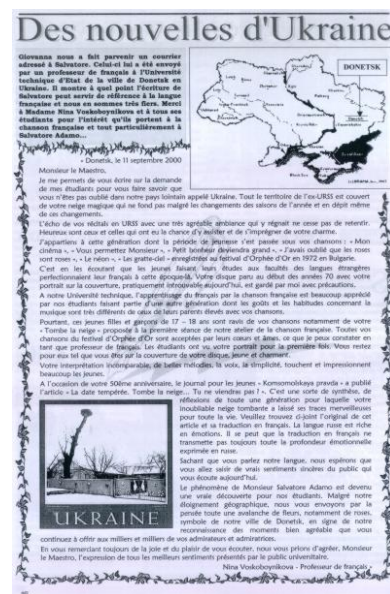 Des nouvelles d'Ukraine
Giovanna nous a fait parvenir un courrier
adressé à Salvatore. Celui-ci lui a été envoyé
par un professeur de français à l'Université
technique d'Etat de la ville de Donetsk en
Ukraine. Il montre à quel point l'écriture de
Salvatore peut servir de référence à la langue
française et nous en sommes très fiers. Merci
à Madame Nina Voskoboynikova et à tous ses
étudiants pour l'intérêt qu'ils portent à la
chanson française et tout particulièrement à
Salvatore Adamo...
DONETSK
« Donetsk, le 11 septembre 2000
Monsieur le Maestro,
Je me permets de vous écrire sur la demande
de mes étudiants pour vous faire savoir que
vous n'êtes pas oublié dans notre pays lointain appelé Ukraine. Tout le territoire de l'ex-URSS est couvert
de votre neige magique qui ne fond pas malgré les changements des saisons de l'année et en dépit même
de ces changements.
L'écho de vos récitals en URSS avec une très agréable ambiance qui y régnait ne cesse pas de retentir.
Heureux sont ceux et celles qui ont eu la chance d'y assister et de s'imprégner de votre charme.
J'appartiens à cette génération dont la période de jeunesse s'est passée sous vos chansons : « Mon
cinéma », « Vous permettez Monsieur », « Petit bonheur deviendra grand », « J'avais oublié que les roses
sont roses », « Le néon », « Les gratte-ciel » enregistrées au festival d'Orphée d'Or en 1972 en Bulgarie.
C'est en les écoutant que les jeunes faisant leurs études aux facultés des langues étrangères
perfectionnaient leur français à cette époque-là. Votre disque paru au début des années 70 avec votre
portrait sur la couverture, pratiquement introuvable aujourd'hui, est gardé par moi avec précautions.
A notre Université technique, l'apprentissage du français par la chanson française est beaucoup apprécié
par nos étudiants faisant partie d'une autre génération dont les goûts et les habitudes concernant la
musique sont très différents de ceux de leurs parents élevés avec vos chansons.
Pourtant, ces jeunes filles et garçons de 17 - 18 ans sont ravis de vos chansons notamment de votre
« Tombe la neige » proposée à la première séance de notre atelier de la chanson française. Toutes vos
chansons du festival d'Orphée d'Or sont acceptées par leurs cœurs et âmes, ce que je peux constater en
tant que professeur de français. Les étudiants ont vu votre portrait pour la première fois. Vous restez
pour eux tel que vous êtes sur la couverture de votre disque, jeune et charmant.
Votre interprétation incomparable, de belles mélodies, la voix, la simplicité, touchent et impressionnent
beaucoup les jeunes.
A l'occasion de votre 50ème anniversaire, le journal pour les jeunes « Komsomolskaya pravda » a publié
l'article « La date tempérée. Tombe la neige... Tu ne viendras pas ! ». C'est une sorte de synthèse, de
réflexions de toute une génération pour laquelle votre
inoubliable neige tombante a laissé ses traces merveilleuses
pour toute la vie. Veuillez trouvez ci-joint l'original de cet
article et sa traduction en français. La langue russe est riche
en émotions. Il se peut que la traduction en français ne
transmette pas toujours toute la profondeur émotionnelle
exprimée en russe.
Sachant que vous parlez notre langue, nous espérons que
vous allez saisir de vrais sentiments sincères du public qui
vous écoute aujourd'hui.
Le phénomène de Monsieur Salvatore Adamo est devenu
une vraie découverte pour nos étudiants. Malgré notre
éloignement géographique, nous vous envoyons par la
pensée toute une avalanche de fleurs, notamment de roses,
symbole de notre ville de Donetsk, en signe de notre
reconnaissance des moments bien agréable que vous
UKRAINE
continuez à offrir aux milliers et milliers de vos admirateurs et admiratrices.
En vous remerciant toujours de la joie et du plaisir de vous écouter, nous vous prions d'agréer, Monsieur
le Maestro, l'expression de tous les meilleurs sentiments présentés par le public universitaire.
Nina Voskoboynikova - Professeur de français »